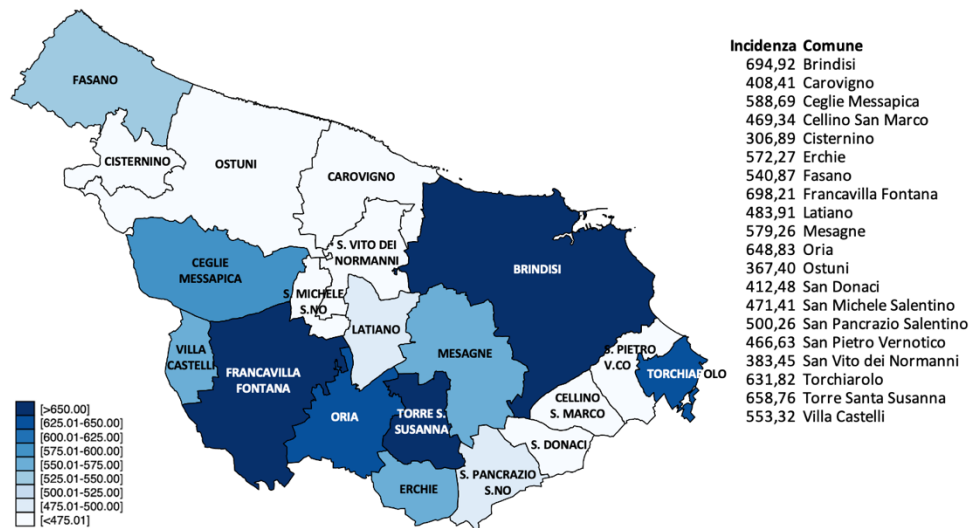 FASANO
CISTERNINO
OSTUNI
CAROVIGNO
S. VITO DEI
NORMANNI
CEGLIE
MESSAPICA
S. MICHELE
S.NO
BRINDISI
LATIANO
VILLA
CASTELLI
FRANCAVILLA
FONTANA
MESAGNE
S. PIETRO
V.CO
TORCHIAROLO
ORIA
TORRE S.
SUSANNA
CELLINO
S. MARCO
S. DONACI
S. PANCRAZIO
S.NO
ERCHIE
[>650.00]
[625.01-650.00]
[600.01-625.00]
[575.01-600.00]
[550.01-575.00]
[525.01-550.00]
[500.01-525.00]
[475.01-500.00]
[<475.01]
Incidenza Comune
694,92 Brindisi
408,41 Carovigno
588,69 Ceglie Messapica
469,34 Cellino San Marco
306,89 Cisternino
572,27 Erchie
540,87 Fasano
698,21 Francavilla Fontana
483,91 Latiano
579,26 Mesagne
648,83 Oria
367,40 Ostuni
412,48 San Donaci
471,41 San Michele Salentino
500,26 San Pancrazio Salentino
466,63 San Pietro Vernotico
383,45 San Vito dei Normanni
631,82 Torchiarolo
658,76 Torre Santa Susanna
553,32 Villa Castelli